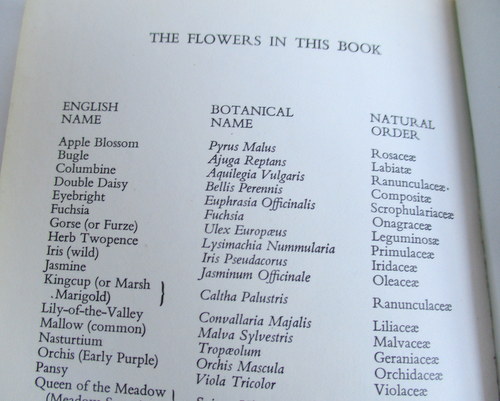 THE FLOWERS IN THIS BOOK
ENGLISH NAME BOTANICAL NAME NATURAL ORDER
Apple Blossom Pyrus Malus Rosaceæ
Bugle Ajuga Reptans Labiatæ
Columbine Aquilegia Vulgaris Ranunculaceæ.
Double Daisy Bellis Perennis Compositæ
Eyebright Euphrasia Officinalis Scrophulariaceæ
Fuchsia Fuchsia Onagraceæ
Gorse (or Furze) Ulex Europæus Leguminosæ
Herb Twopence Lysimachia Nummularia Primulaceæ
Iris (wild) Iris Pseudacorus Iridaceæ
Jasmine Jasminum Officinale Oleaceæ
Kingcup (or Marsh
.Marigold) } Caltha Palustris Ranunculaceæ
Lily-of-the-Valley Convallaria Majalis Liliaceæ
Mallow (common) Malva Sylvestris Malvaceæ
Nasturtium Tropæolum Geraniaceæ
Orchis (Early Purple) Orchis Mascula Orchidaceæ
Pansy Viola Tricolor Violaceæ
Queen of the Meadow
(Meadow